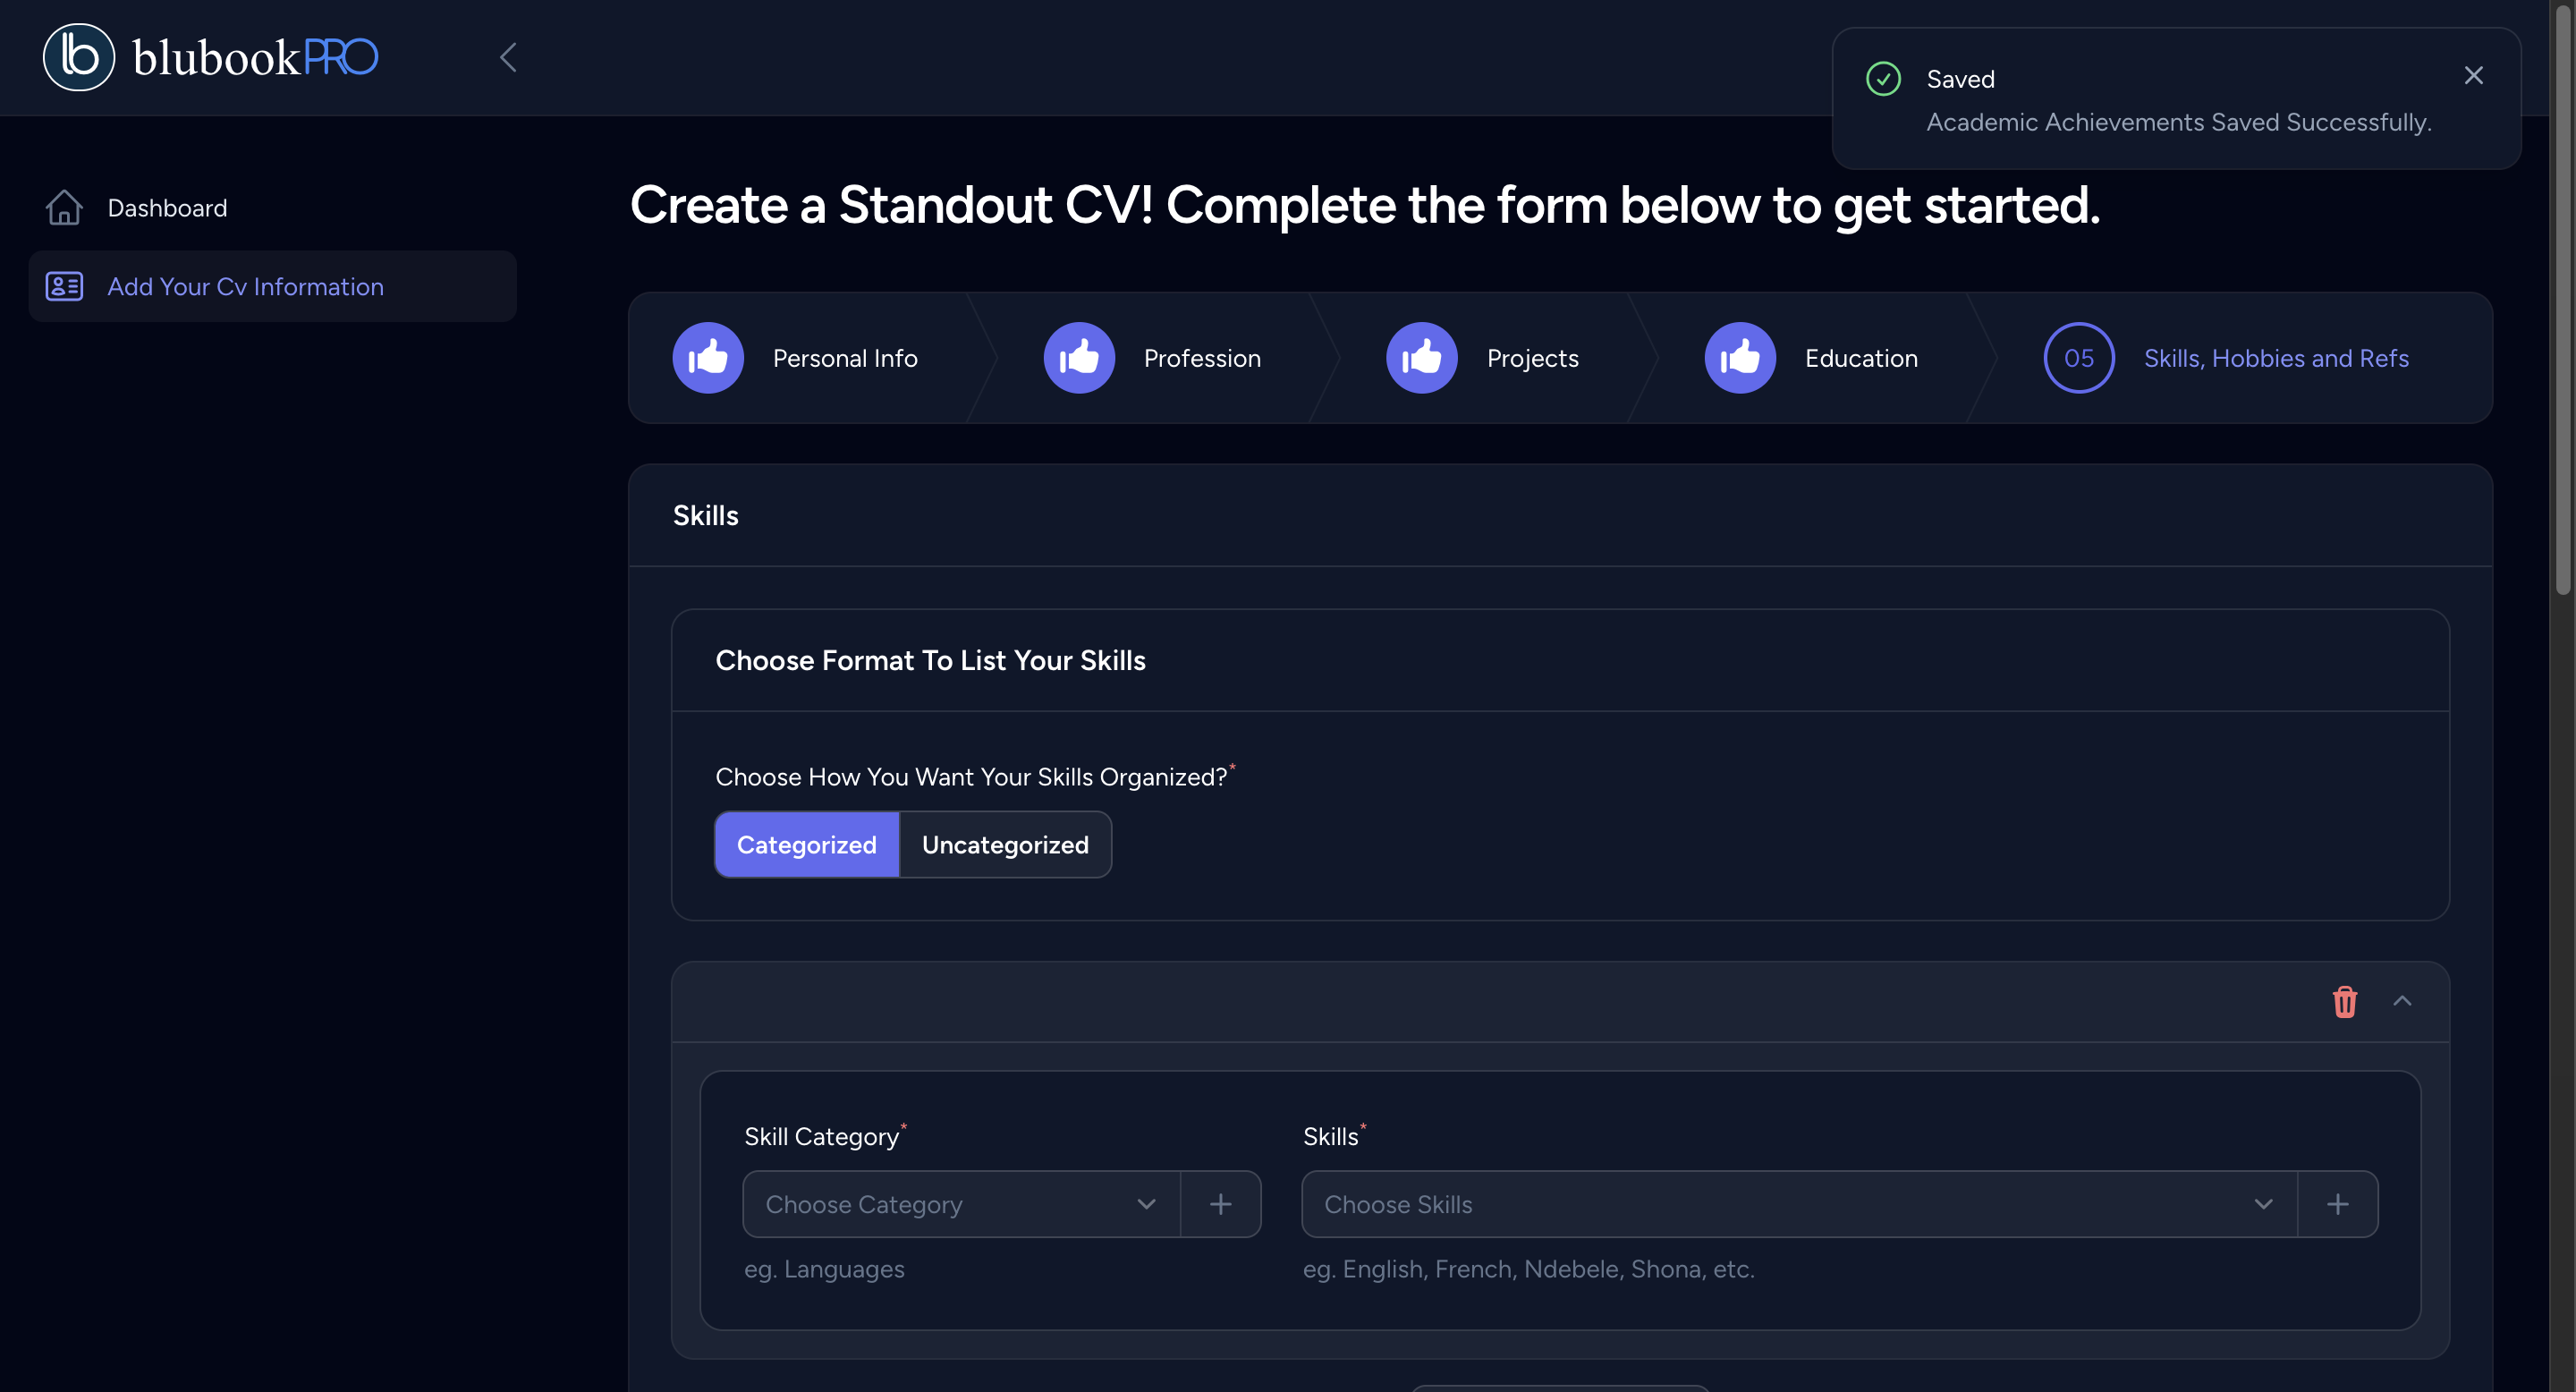 blubookPRO
Saved
Academic Achievements Saved Successfully.
Dashboard
Add Your Cv Information
Create a Standout CV! Complete the form below to get started.
Personal Info
Profession
Projects
Education
05
Skills, Hobbies and Refs
Skills
Choose Format To List Your Skills
Choose How You Want Your Skills Organized?*
Categorized
Uncategorized
Skill Category*
Skills*
Choose Category
Choose Skills
eg. Languages
eg. English, French, Ndebele, Shona, etc.